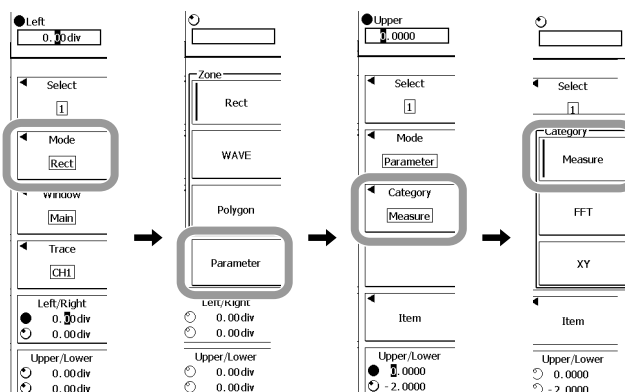 Left
0.00div
Select
1
Mode
Rect
Window
Main
Trace
CH1
Left/Right
0.00div
0.00div
Upper/Lower
0.00div
0.00div
Zone
Rect
WAVE
Polygon
Parameter
Left/Right
0.00div
0.00div
Upper/Lower
0.00div
0.00div
Upper
0.0000
Select
1
Mode
Parameter
Category
Measure
Item
Upper/Lower
0.0000
-2.0000
Select
1
Category
Measure
FFT
XY
Item
Upper/Lower
0.0000
-2.0000